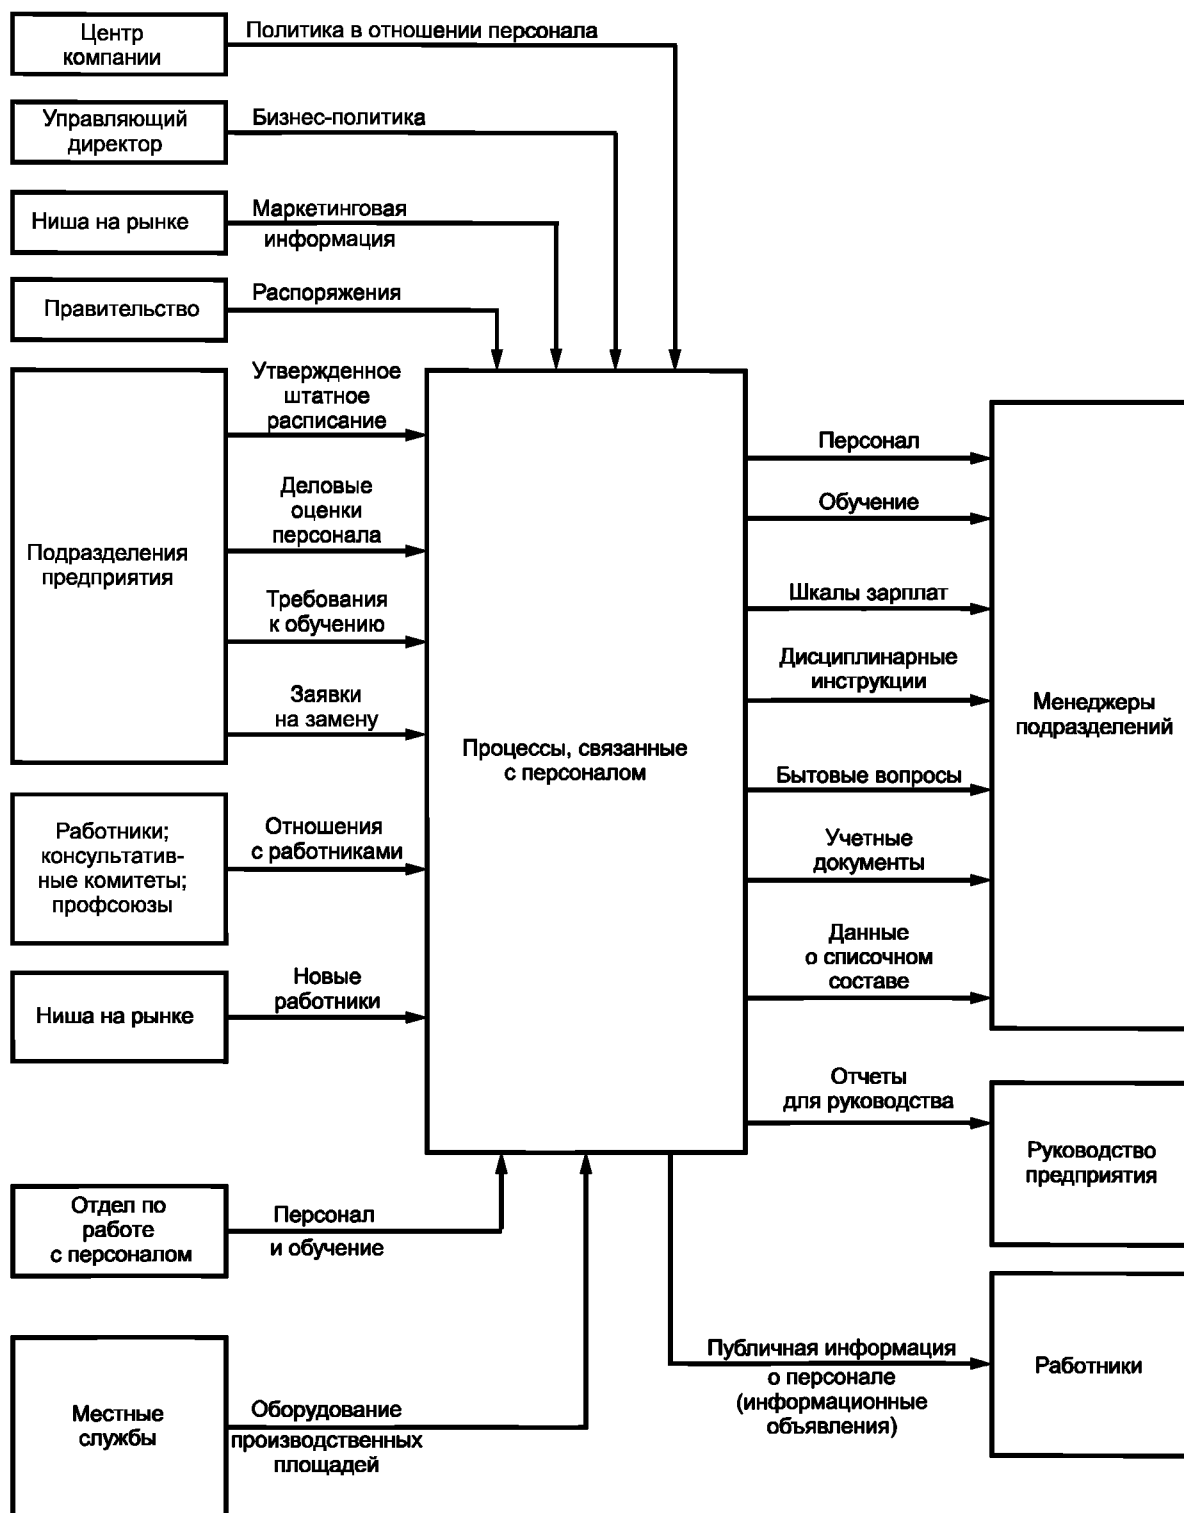 Центр
компании
Политика в отношении персонала
Управляющий
директор
Бизнес-политика
Ниша на рынке
Маркетинговая
информация
Правительство
Распоряжения
Подразделения
предприятия
Утвержденное
штатное
расписание
Деловые
оценки
персонала
Требования
к обучению
Заявки
на замену
Работники;
консультатив-
ные комитеты;
профсоюзы
Отношения
с работниками
Ниша на рынке
Новые
работники
Отдел по
работе
с персоналом
Персонал
и обучение
Местные
службы
Оборудование
производственных
площадей
Процессы, связанные
с персоналом
Персонал
Обучение
Шкалы зарплат
Дисциплинарные
инструкции
Бытовые вопросы
Учетные
документы
Данные
о списочном
составе
Менеджеры
подразделений
Отчеты
для руководства
Руководство
предприятия
Публичная информация
о персонале
(информационные
объявления)
Работники